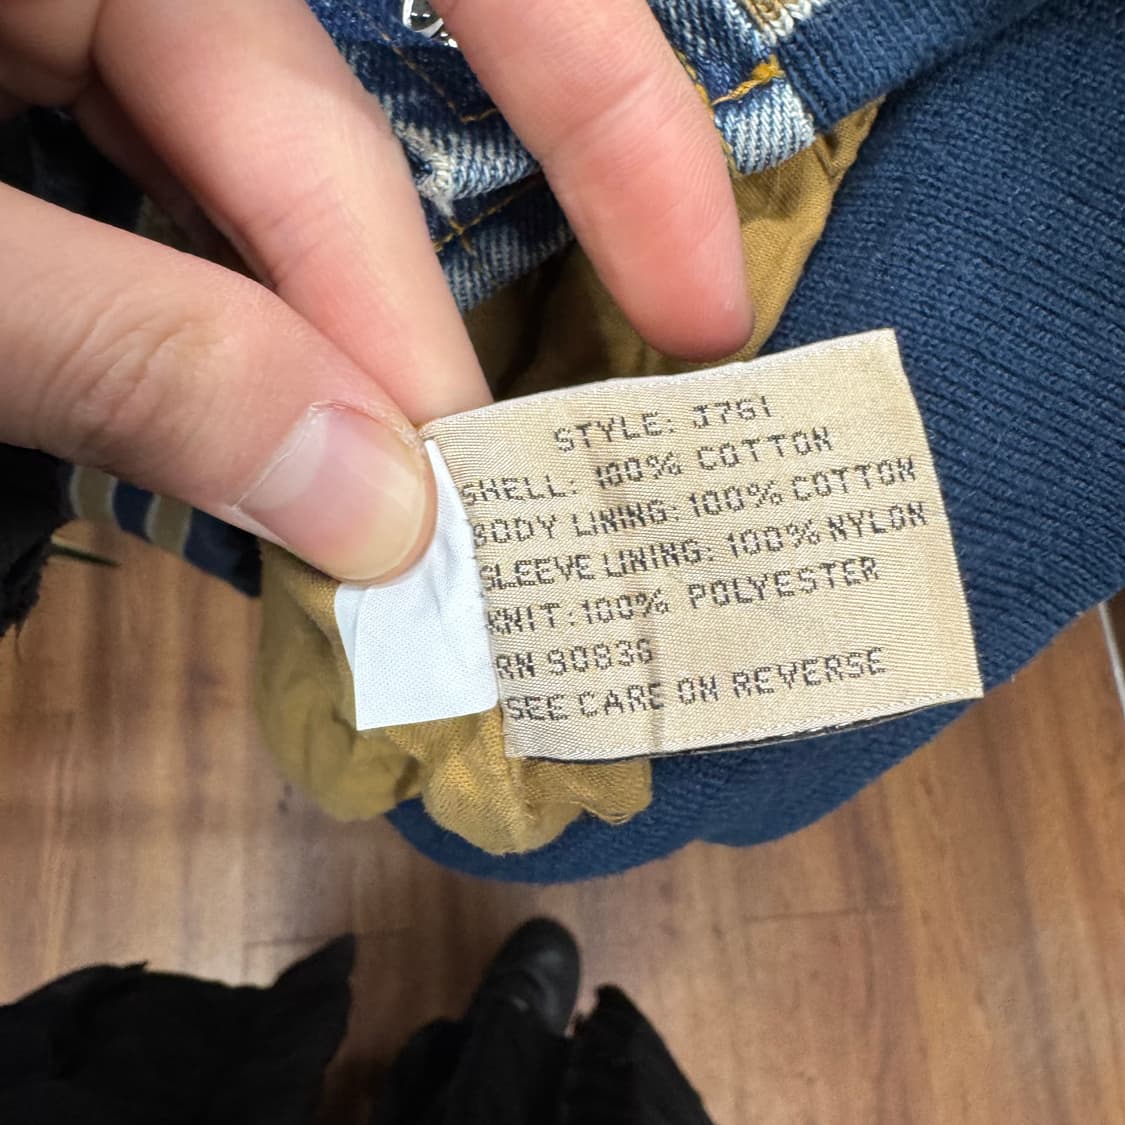 STYLE: J761
SHELL: 100% COTTON
BODY LINING: 100% COTTON
SLEEVE LINING: 100% NYLON
KNIT: 100% POLYESTER
RN 90836
SEE CARE ON REVERSE